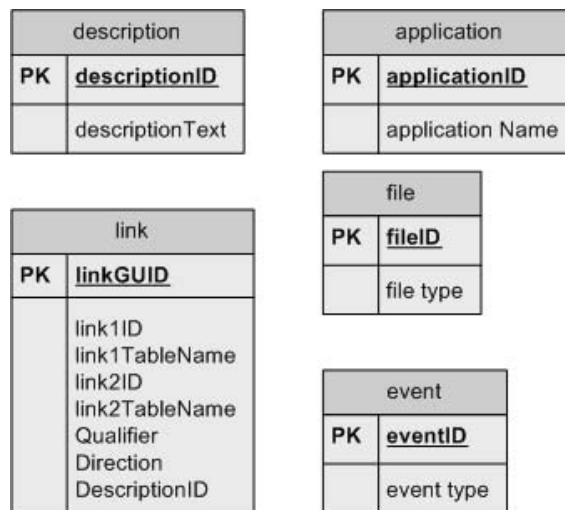 description
PK descriptionID
descriptionText
application
PK applicationID
application Name
file
PK fileID
file type
link
PK linkGUID
link1ID
link1TableName
link2ID
link2TableName
Qualifier
Direction
DescriptionID
event
PK eventID
event type